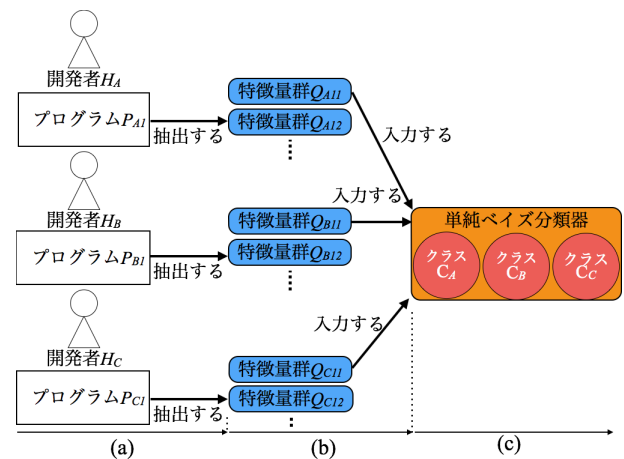 開発者HA
プログラムPA1
抽出する
特徴量群QA11
特徴量群QA12
入力する
開発者HB
プログラムPB1
抽出する
特徴量群QB11
特徴量群QB12
入力する
単純ベイズ分類器
クラス
CA
クラス
CB
クラス
CC
開発者HC
プログラムPC1
抽出する
特徴量群QC11
特徴量群QC12
入力する
(a)
(b)
(c)